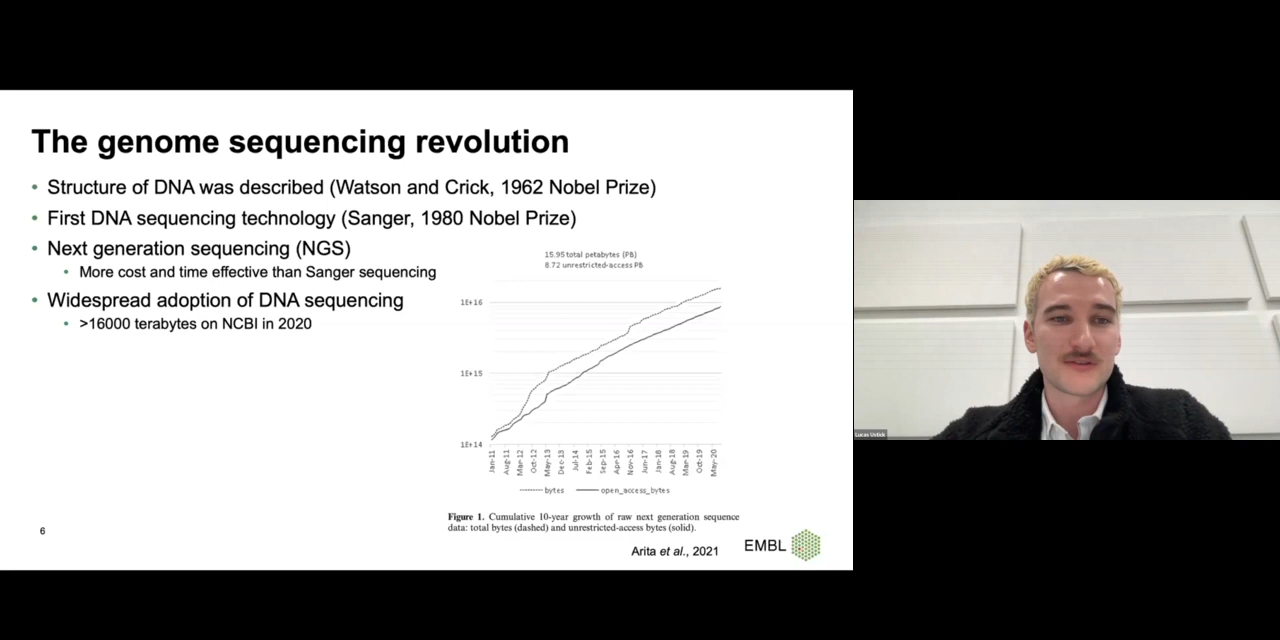 The genome sequencing revolution
• Structure of DNA was described (Watson and Crick, 1962 Nobel Prize)
• First DNA sequencing technology (Sanger, 1980 Nobel Prize)
• Next generation sequencing (NGS)
• More cost and time effective than Sanger sequencing
• Widespread adoption of DNA sequencing
• >16000 terabytes on NCBI in 2020
15.95 total petabytes (PB)
8.72 unrestricted-access PB
1E+16
1E+15
1E+14
Jan-11
Aug-11
Mar-12
Oct-12
May-13
Dec-13
Jul-14
Feb-15
Sep-15
Apr-16
Nov-16
Jun-17
Jan-18
Aug-18
Mar-19
Oct-19
May-20
bytes
open_access_bytes
Figure 1. Cumulative 10-year growth of raw next generation sequence
data: total bytes (dashed) and unrestricted-access bytes (solid).
Arita et al., 2021
EMBL
6
Lucas Ustick